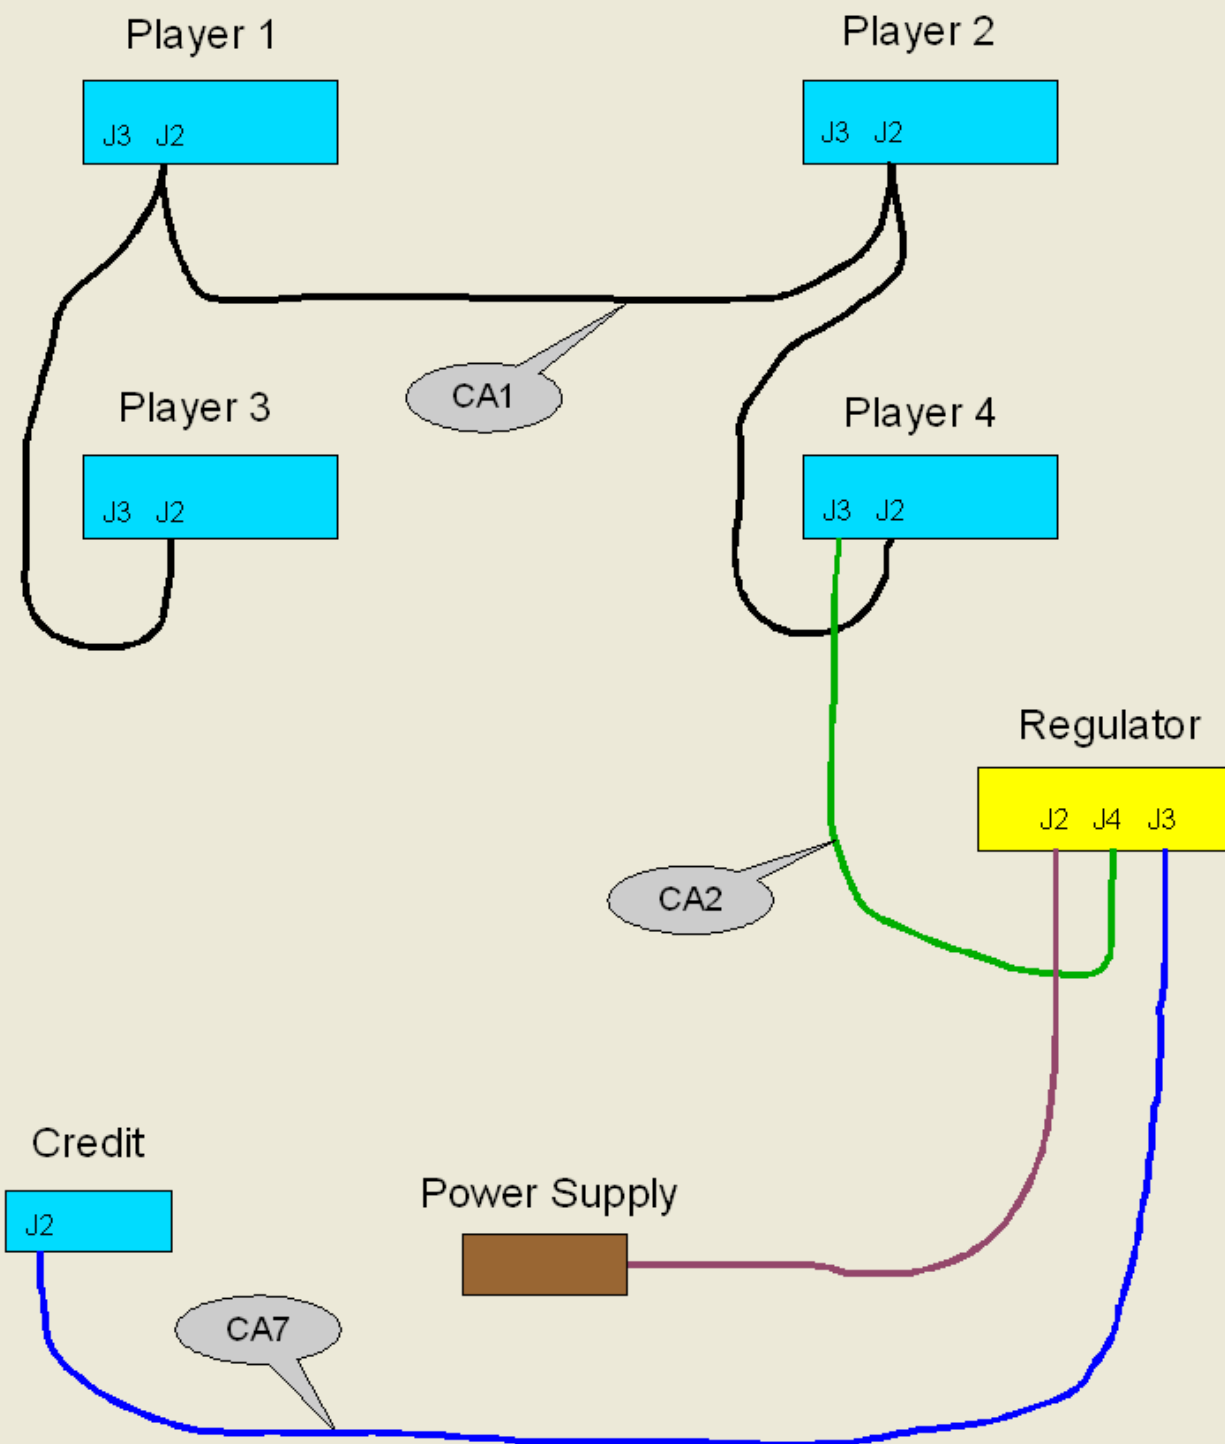 Player 1
Player 2
J3 J2
J3 J2
CA1
Player 3
Player 4
J3 J2
J3 J2
Regulator
J2 J4 J3
CA2
Credit
Power Supply
J2
CA7